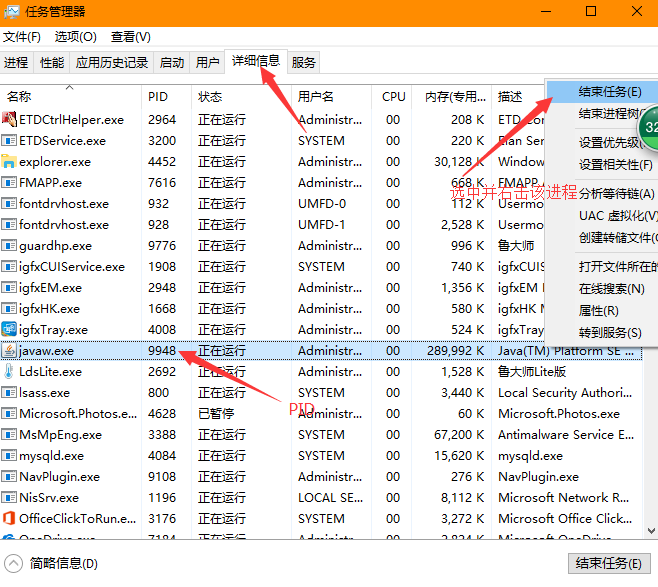 任务管理器
文件(F) 选项(O) 查看(V)
进程 性能 应用历史记录 启动 用户 详细信息 服务
名称 PID 状态 用户名 CPU 内存(专用... 描述
ETDCtrlHelper.exe 2964 正在运行 Administr... 00 208 K ETD Con
ETDService.exe 3200 正在运行 SYSTEM 00 220 K ETD
explorer.exe 4452 正在运行 Administr... 00 30,128 K Window
FMAPP.exe 7616 正在运行 Administr... 00 668 K FMAPP
fontdrvhost.exe 932 正在运行 UMFD-0 00 112 K Usermo
fontdrvhost.exe 928 正在运行 UMFD-1 00 2,528 K Usermo
guardhp.exe 9776 正在运行 Administr... 00 996 K 鲁大师
igfxCUIService.exe 1908 正在运行 SYSTEM 00 740 K igfxCUIS
igfxEM.exe 2948 正在运行 Administr... 00 1,356 K igfxEM
igfxHK.exe 1668 正在运行 Administr... 00 580 K igfxHK M
igfxTray.exe 4008 正在运行 Administr... 00 524 K igfxTray
javaw.exe 9948 正在运行 Administr... 00 289,992 K Java(TM) Platform SE ...
LdsLite.exe 2692 正在运行 Administr... 00 1,528 K 鲁大师Lite版
lsass.exe 800 正在运行 SYSTEM 00 3,440 K Local Security Authori...
Microsoft.Photos.e... 4628 已暂停 Administr... 00 60 K Microsoft.Photos.exe
MsMpEng.exe 3388 正在运行 SYSTEM 00 67,200 K Antimalware Service E...
mysqld.exe 4084 正在运行 SYSTEM 00 15,620 K mysqld.exe
NavPlugin.exe 9108 正在运行 Administr... 00 276 K NavPlugin.exe
NisSrv.exe 1196 正在运行 LOCAL SE... 00 8,112 K Microsoft Network R...
OfficeClickToRun.e... 3176 正在运行 SYSTEM 00 3,272 K Microsoft Office Click...
OneDrive.exe 7184 正在运行 Administr... 00 Microsoft OneDrive
结束任务(E)
结束进程树(
32
设置优先级(
设置相关性(F)
分析等待链(A)
UAC 虚拟化(V)
创建转储文件(C
打开文件所在的
在线搜索(N)
属性(R)
转到服务(S)
选中并右击该进程
PID
简略信息(D)
结束任务(E)